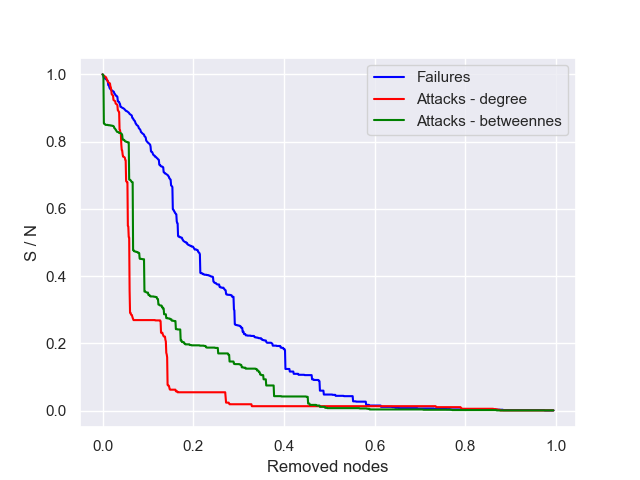 Failures
Attacks - degree
Attacks - betweennes
1.0
0.8
0.6
0.4
0.2
0.0
S / N
0.0 0.2 0.4 0.6 0.8 1.0
Removed nodes